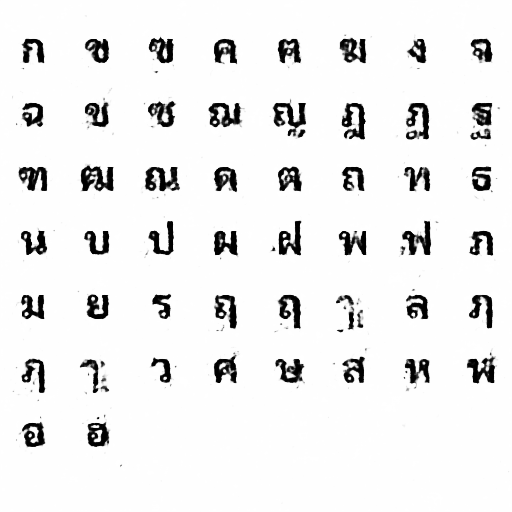 ก ข ฃ ค ฅ ฆ ง จ
ฉ ช ซ ฌ ญ ฎ ฏ ฐ
ฑ ฒ ณ ด ต ถ ท ธ
น บ ป ผ ฝ พ ฟ ภ
ม ย ร ฤ ฤ ล ฦ
ฦ ว ศ ษ ส ห ฬ
อ ฮ